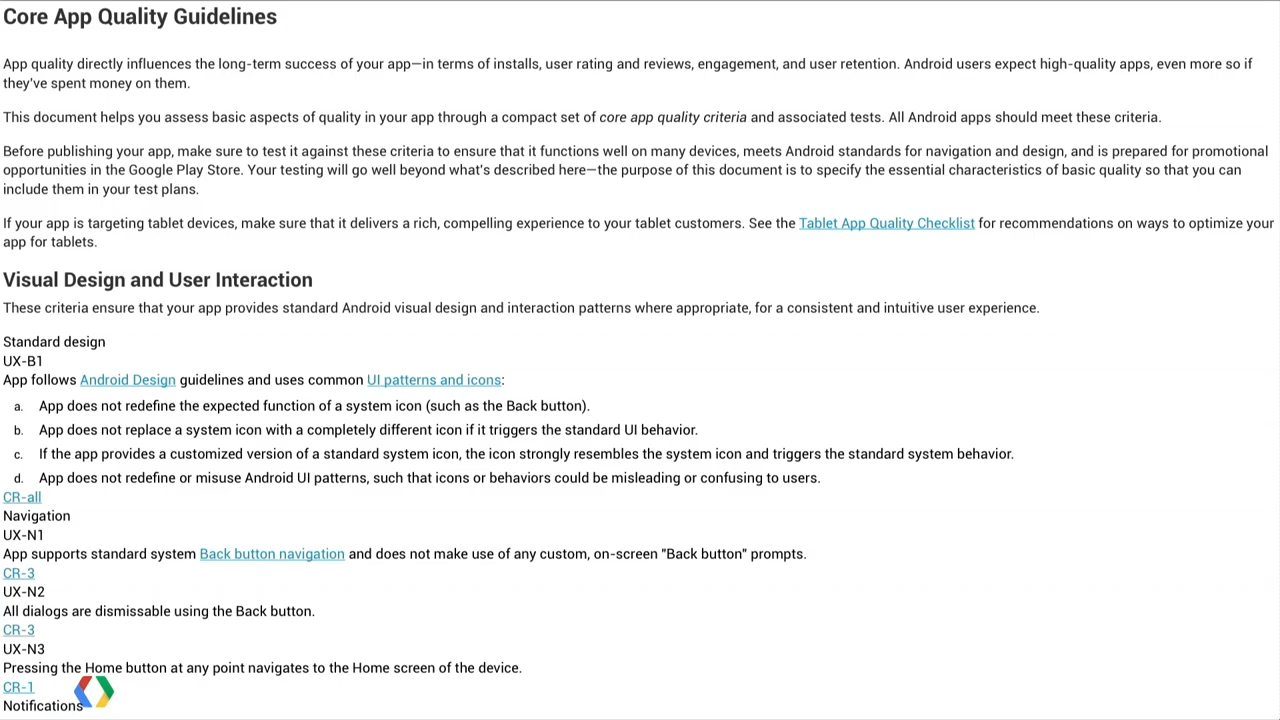 Core App Quality Guidelines
App quality directly influences the long-term success of your app—in terms of installs, user rating and reviews, engagement, and user retention. Android users expect high-quality apps, even more so if
they've spent money on them.
This document helps you assess basic aspects of quality in your app through a compact set of core app quality criteria and associated tests. All Android apps should meet these criteria.
Before publishing your app, make sure to test it against these criteria to ensure that it functions well on many devices, meets Android standards for navigation and design, and is prepared for promotional
opportunities in the Google Play Store. Your testing will go well beyond what's described here—the purpose of this document is to specify the essential characteristics of basic quality so that you can
include them in your test plans.
If your app is targeting tablet devices, make sure that it delivers a rich, compelling experience to your tablet customers. See the Tablet App Quality Checklist for recommendations on ways to optimize your
app for tablets.
Visual Design and User Interaction
These criteria ensure that your app provides standard Android visual design and interaction patterns where appropriate, for a consistent and intuitive user experience.
Standard design
UX-B1
App follows Android Design guidelines and uses common UI patterns and icons:
a. App does not redefine the expected function of a system icon (such as the Back button).
b. App does not replace a system icon with a completely different icon if it triggers the standard UI behavior.
c. If the app provides a customized version of a standard system icon, the icon strongly resembles the system icon and triggers the standard system behavior.
d. App does not redefine or misuse Android UI patterns, such that icons or behaviors could be misleading or confusing to users.
CR-all
Navigation
UX-N1
App supports standard system Back button navigation and does not make use of any custom, on-screen "Back button" prompts.
CR-3
UX-N2
All dialogs are dismissable using the Back button.
CR-3
UX-N3
Pressing the Home button at any point navigates to the Home screen of the device.
CR-1
Notifications